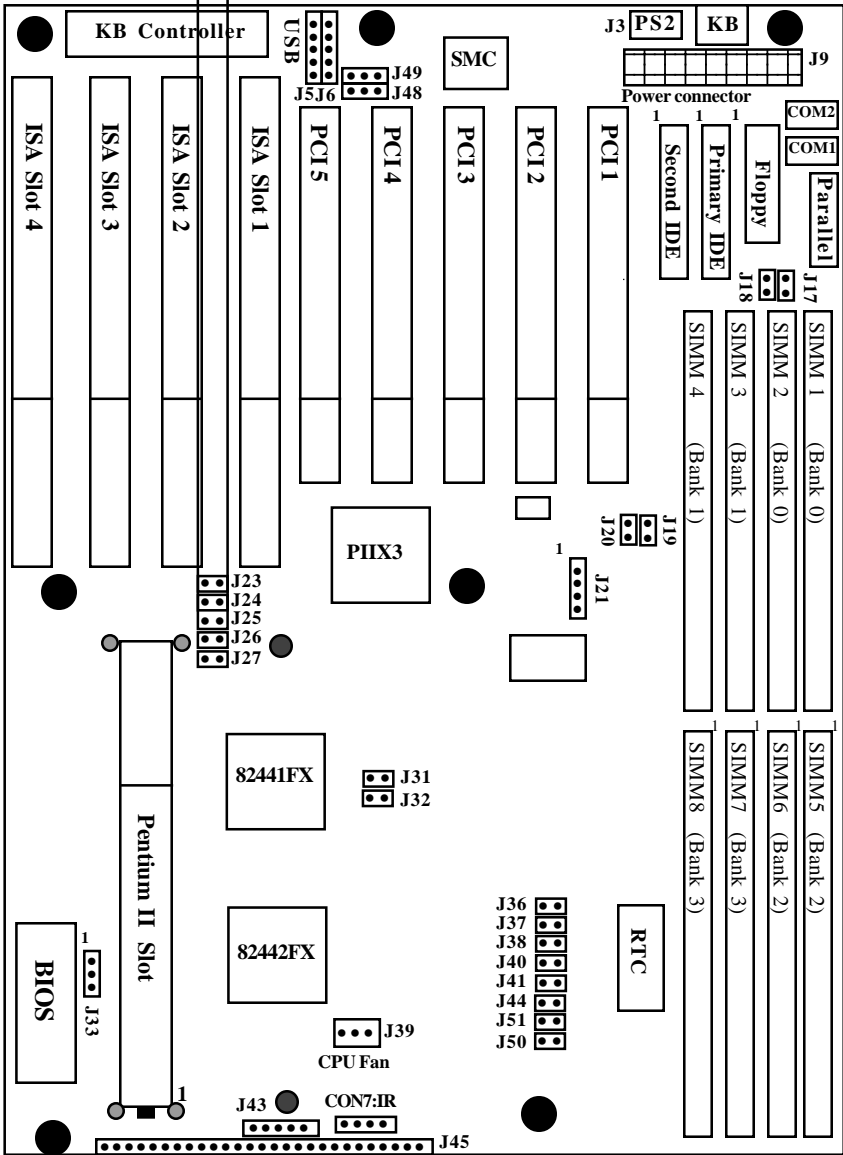 KB Controller
USB
J5J6
J49
J48
SMC
J3
PS2
KB
J9
Power connector
COM2
COM1
1
1
1
ISA Slot 4
ISA Slot 3
ISA Slot 2
ISA Slot 1
PCI 5
PCI 4
PCI 3
PCI 2
PCI 1
Second IDE
Primary IDE
Floppy
Parallel
J18
J17
SIMM 4 (Bank 1)
SIMM 3 (Bank 1)
SIMM 2 (Bank 0)
SIMM 1 (Bank 0)
PIIX3
J20
J19
1
J21
J23
J24
J25
J26
J27
82441FX
J31
J32
1
1
1
1
SIMM8 (Bank 3)
SIMM7 (Bank 3)
SIMM6 (Bank 2)
SIMM5 (Bank 2)
Pentium II Slot
1
BIOS
1
J33
82442FX
J36
J37
J38
J40
J41
J44
J51
J50
RTC
J39
CPU Fan
J43
CON7:IR
J45